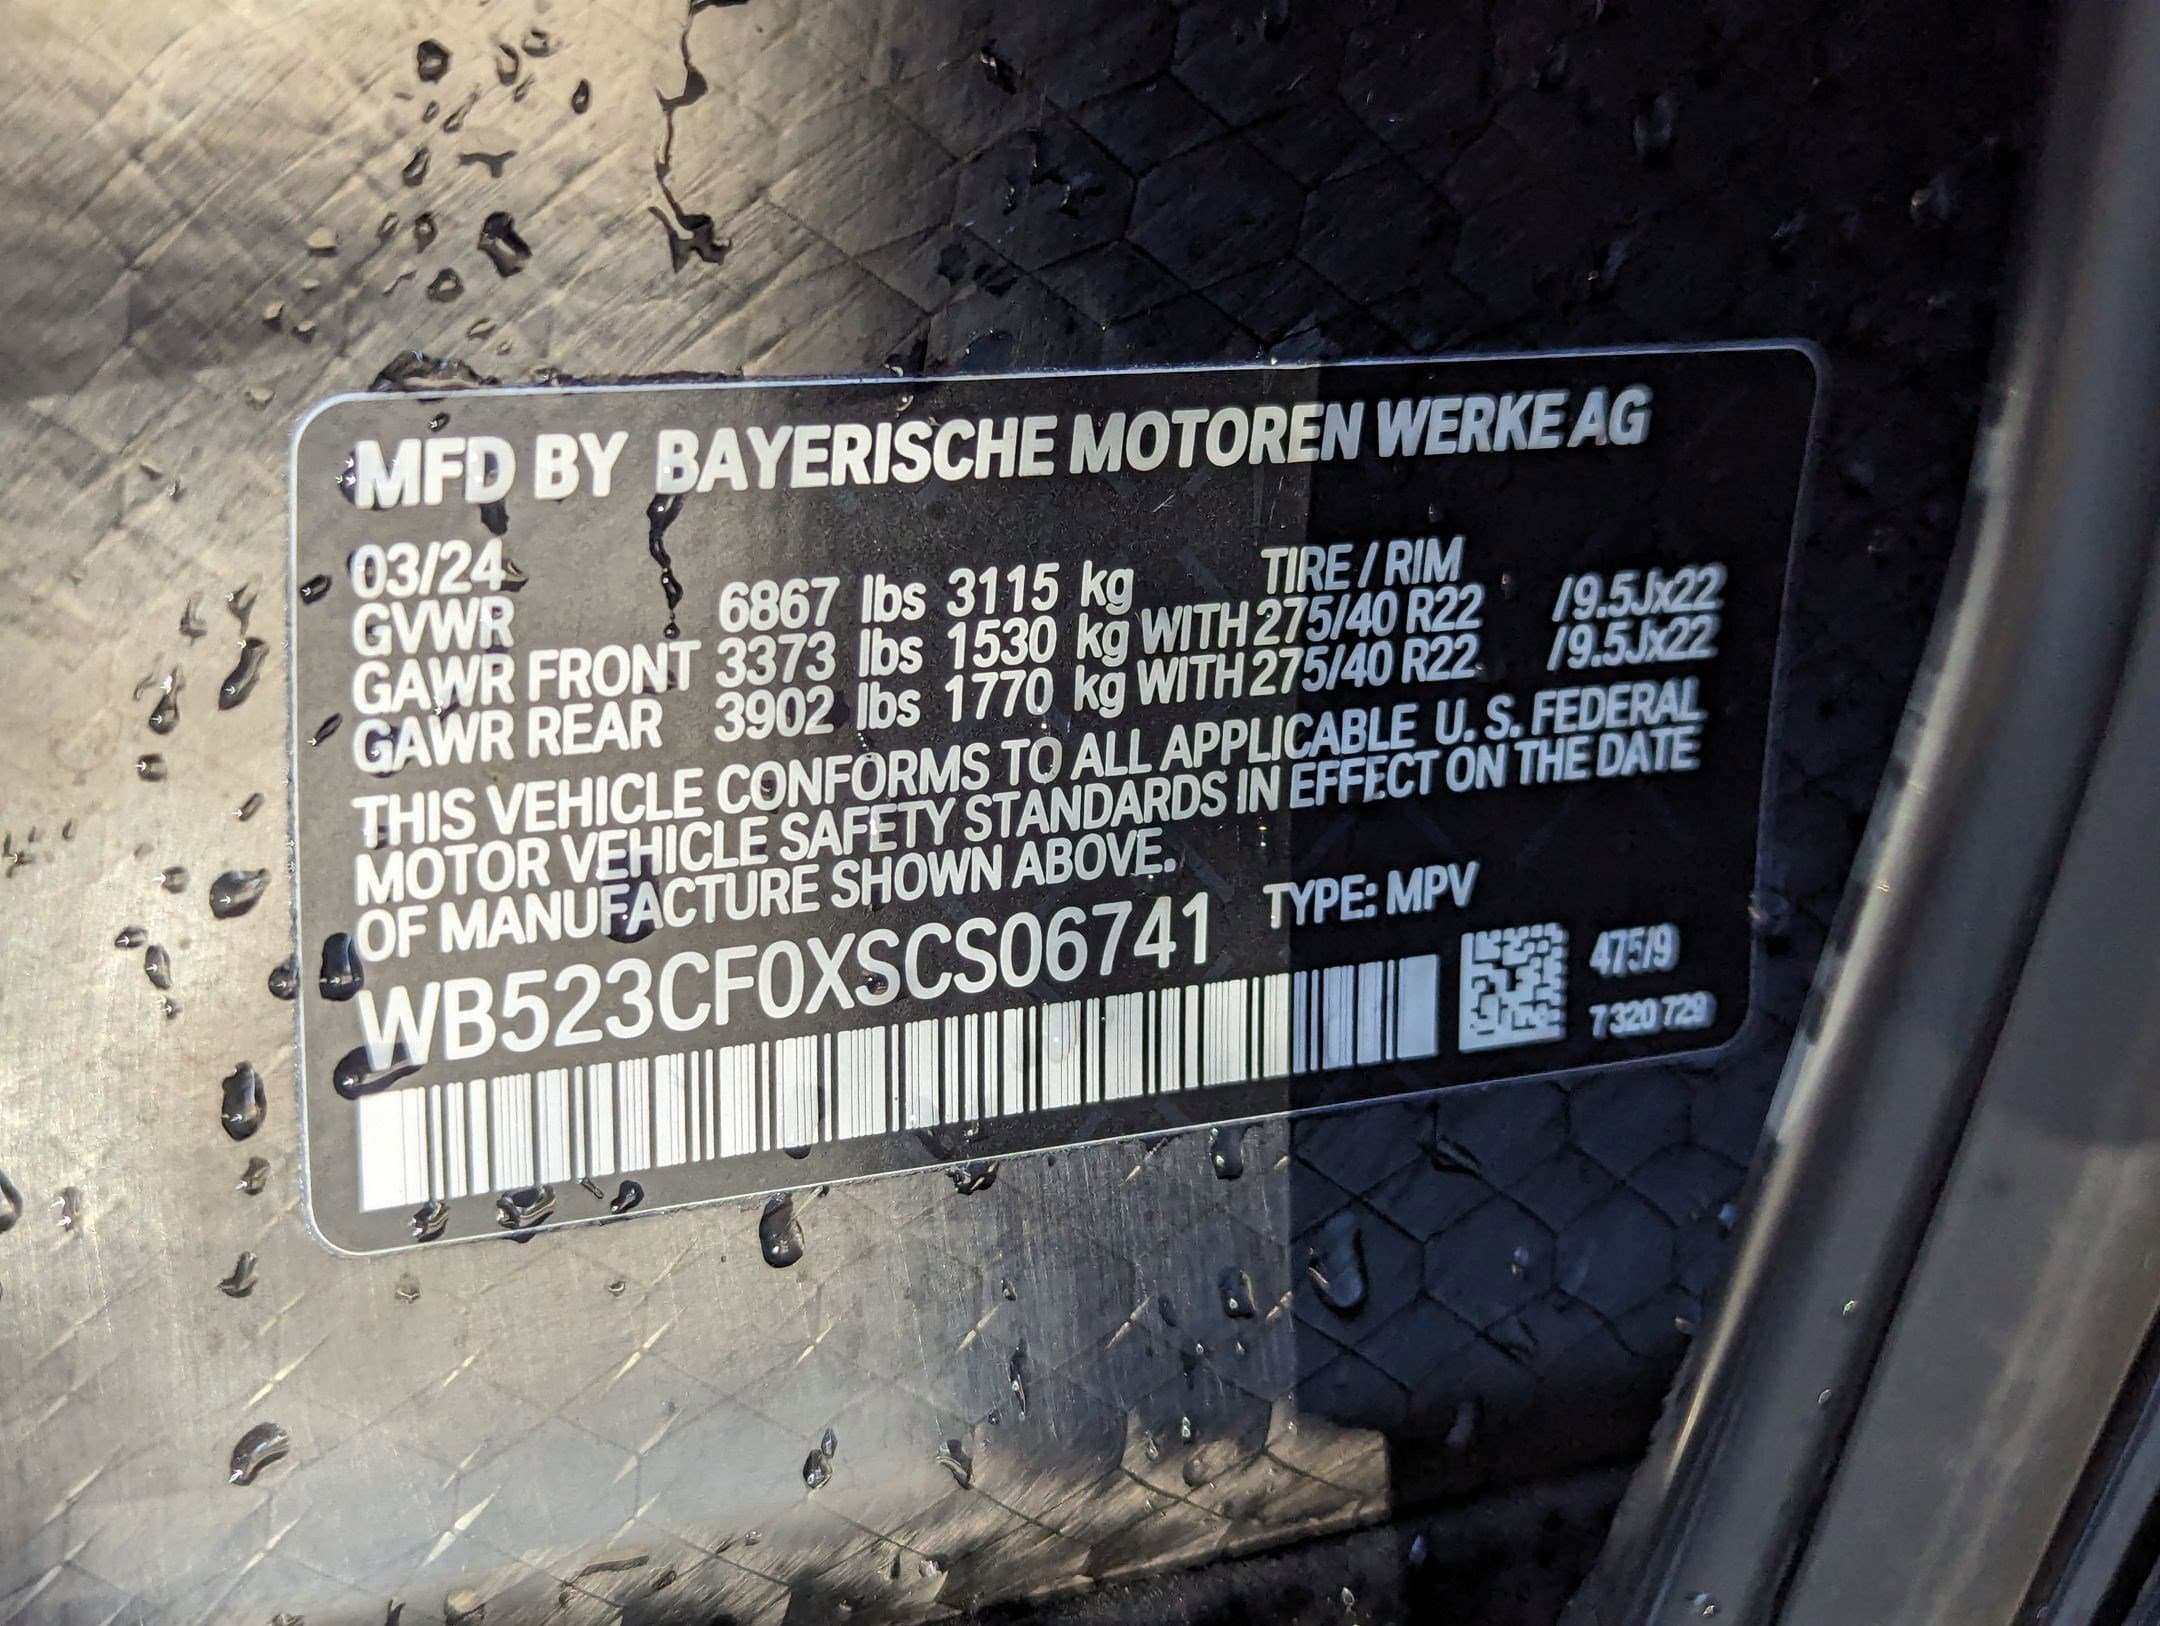 MFD BY BAYERISCHE MOTOREN WERKE AG
03/24 TIRE / RIM
GVWR 6867 lbs 3115 kg
GAWR FRONT 3373 lbs 1530 kg WITH 275/40 R22 /9.5Jx22
GAWR REAR 3902 lbs 1770 kg WITH 275/40 R22 /9.5Jx22
THIS VEHICLE CONFORMS TO ALL APPLICABLE U. S. FEDERAL
MOTOR VEHICLE SAFETY STANDARDS IN EFFECT ON THE DATE
OF MANUFACTURE SHOWN ABOVE.
WB523CF0XSCS06741 TYPE: MPV
475/9
7 320 729